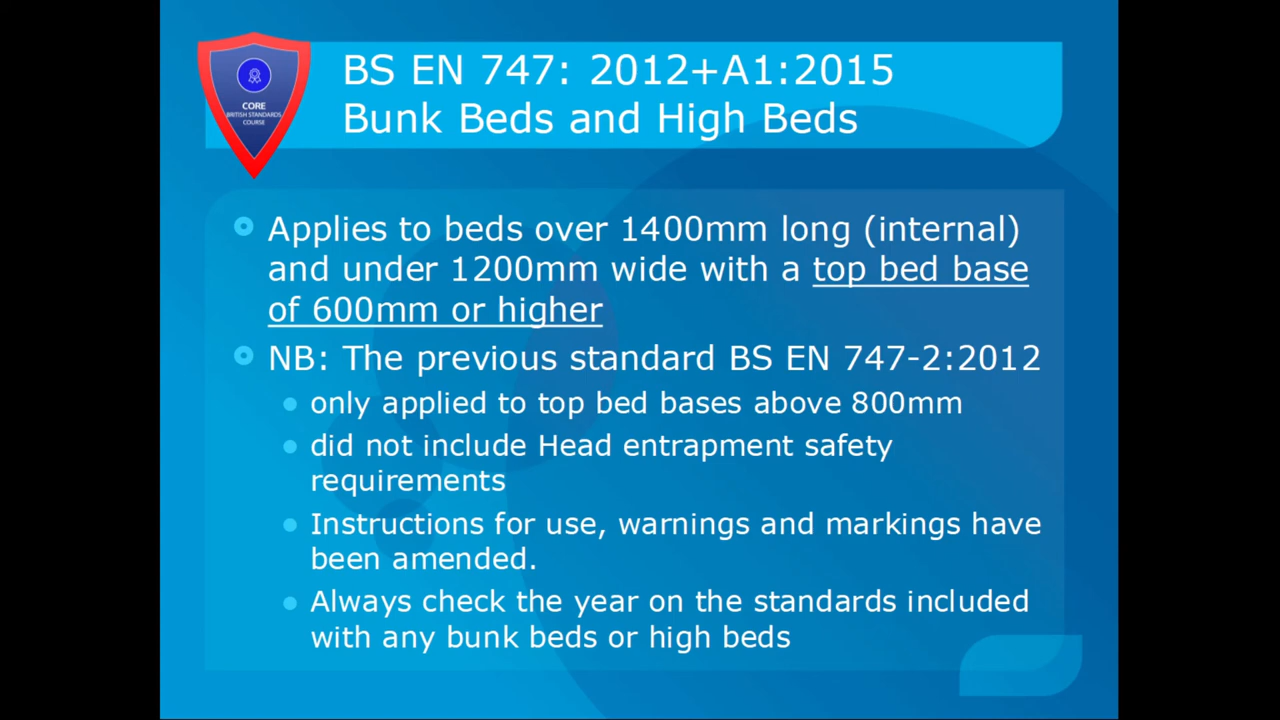 CORE
BRITISH STANDARDS
COURSE
BS EN 747: 2012+A1:2015
Bunk Beds and High Beds
Applies to beds over 1400mm long (internal)
and under 1200mm wide with a top bed base
of 600mm or higher
NB: The previous standard BS EN 747-2:2012
only applied to top bed bases above 800mm
did not include Head entrapment safety
requirements
Instructions for use, warnings and markings have
been amended.
Always check the year on the standards included
with any bunk beds or high beds